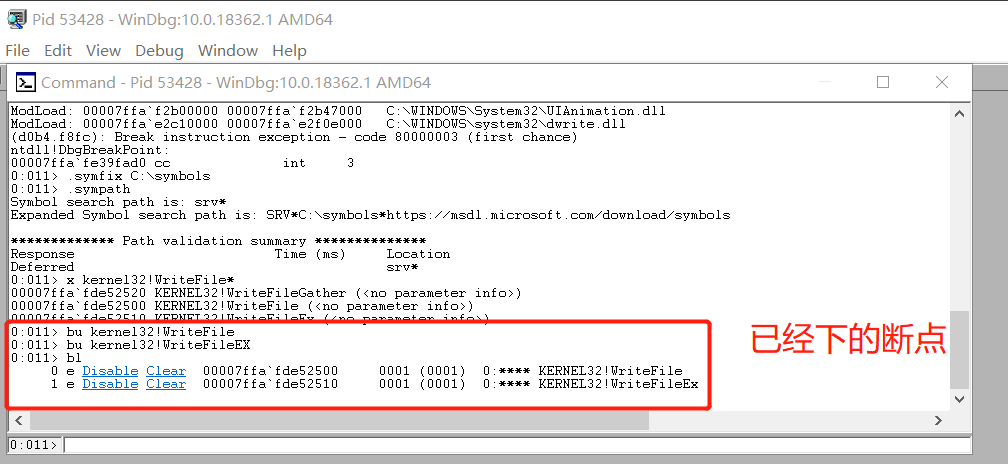 Pid 53428 - WinDbg:10.0.18362.1 AMD64
File Edit View Debug Window Help
Command - Pid 53428 - WinDbg:10.0.18362.1 AMD64
ModLoad: 00007ffa`f2b00000 00007ffa`f2b47000   C:\WINDOWS\System32\UIAnimation.dll
ModLoad: 00007ffa`e2c10000 00007ffa`e2f0e000   C:\WINDOWS\system32\dwrite.dll
(d0b4.f8fc): Break instruction exception - code 80000003 (first chance)
ntdll!DbgBreakPoint:
00007ffa`fe39fad0 cc              int     3
0:011> .symfix C:\symbols
0:011> .sympath
Symbol search path is: srv*
Expanded Symbol search path is: SRV*C:\symbols*https://msdl.microsoft.com/download/symbols
************* Path validation summary **************
Response                         Time (ms)     Location
Deferred                                       srv*
0:011> x kernel32!WriteFile*
00007ffa`fde52520 KERNEL32!WriteFileGather (<no parameter info>)
00007ffa`fde52500 KERNEL32!WriteFile (<no parameter info>)
00007ffa`fde52510 KERNEL32!WriteFileEx (<no parameter info>)
0:011> bu kernel32!WriteFile
0:011> bu kernel32!WriteFileEX
0:011> bl
0 e Disable Clear  00007ffa`fde52500     0001 (0001)  0:**** KERNEL32!WriteFile
1 e Disable Clear  00007ffa`fde52510     0001 (0001)  0:**** KERNEL32!WriteFileEx
已经下的断点
0:011>